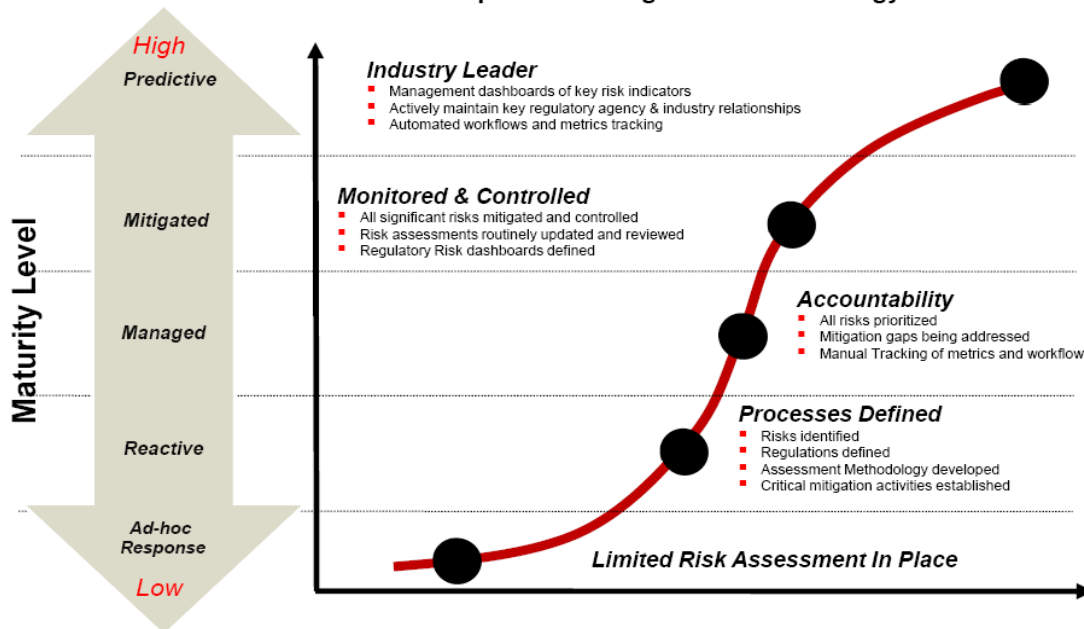 High
Predictive
Mitigated
Managed
Reactive
Ad-hoc
Response
Low
Maturity Level
Industry Leader
Management dashboards of key risk indicators
Actively maintain key regulatory agency & industry relationships
Automated workflows and metrics tracking
Monitored & Controlled
All significant risks mitigated and controlled
Risk assessments routinely updated and reviewed
Regulatory Risk dashboards defined
Accountability
All risks prioritized
Mitigation gaps being addressed
Manual Tracking of metrics and workflow
Processes Defined
Risks identified
Regulations defined
Assessment Methodology developed
Critical mitigation activities established
Limited Risk Assessment In Place